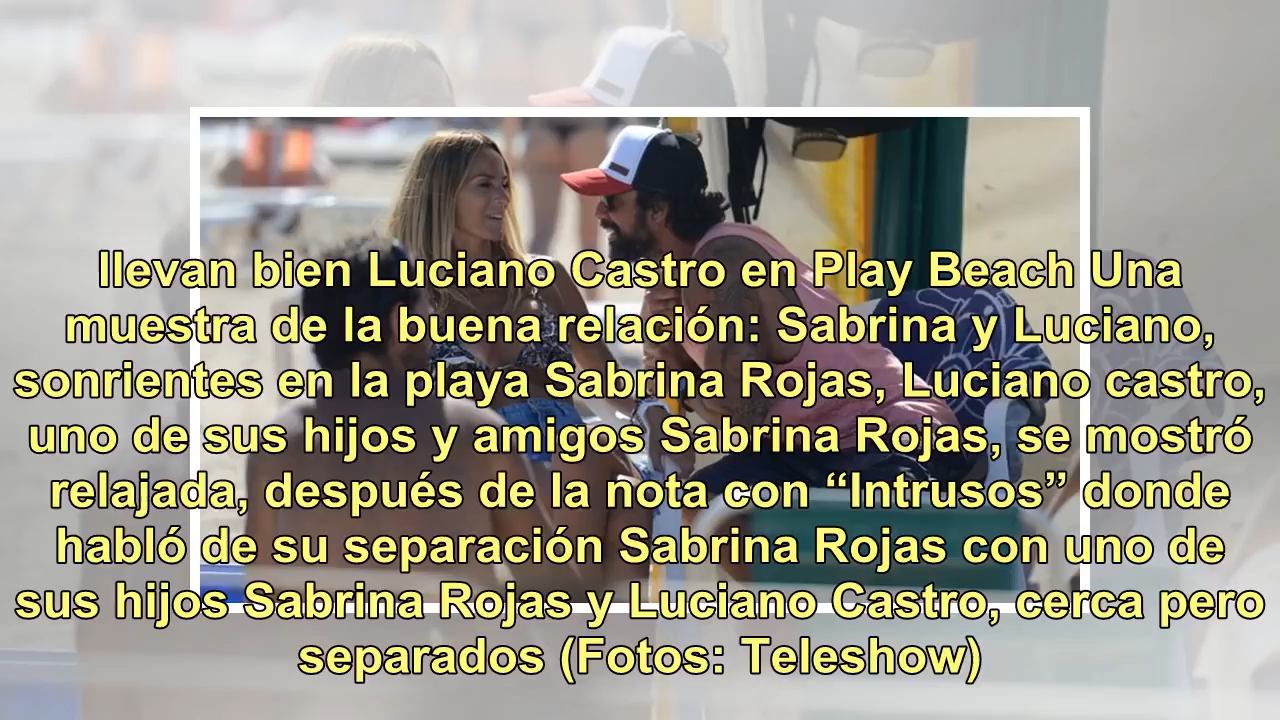 llevan bien Luciano Castro en Play Beach Una
muestra de la buena relación: Sabrina y Luciano,
sonrientes en la playa Sabrina Rojas, Luciano castro,
uno de sus hijos y amigos Sabrina Rojas, se mostró
relajada, después de la nota con “Intrusos” donde
habló de su separación Sabrina Rojas con uno de
sus hijos Sabrina Rojas y Luciano Castro, cerca pero
separados (Fotos: Teleshow)